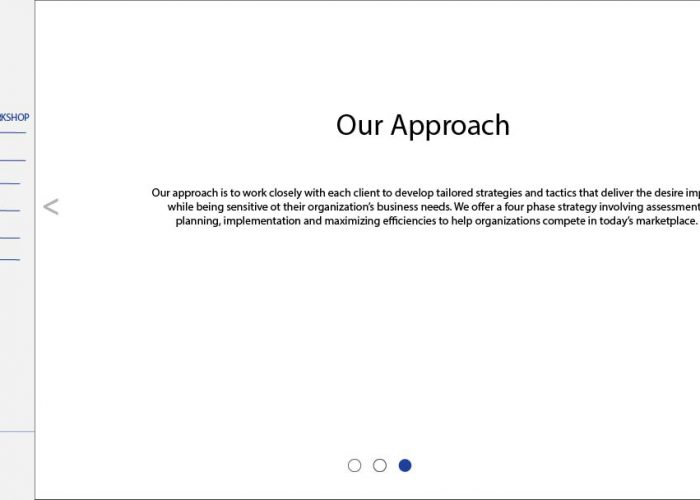 RKSHOP
Our Approach
Our approach is to work closely with each client to develop tailored strategies and tactics that deliver the desire imp
while being sensitive ot their organization's business needs. We offer a four phase strategy involving assessment
planning, implementation and maximizing efficiencies to help organizations compete in today's marketplace.
<